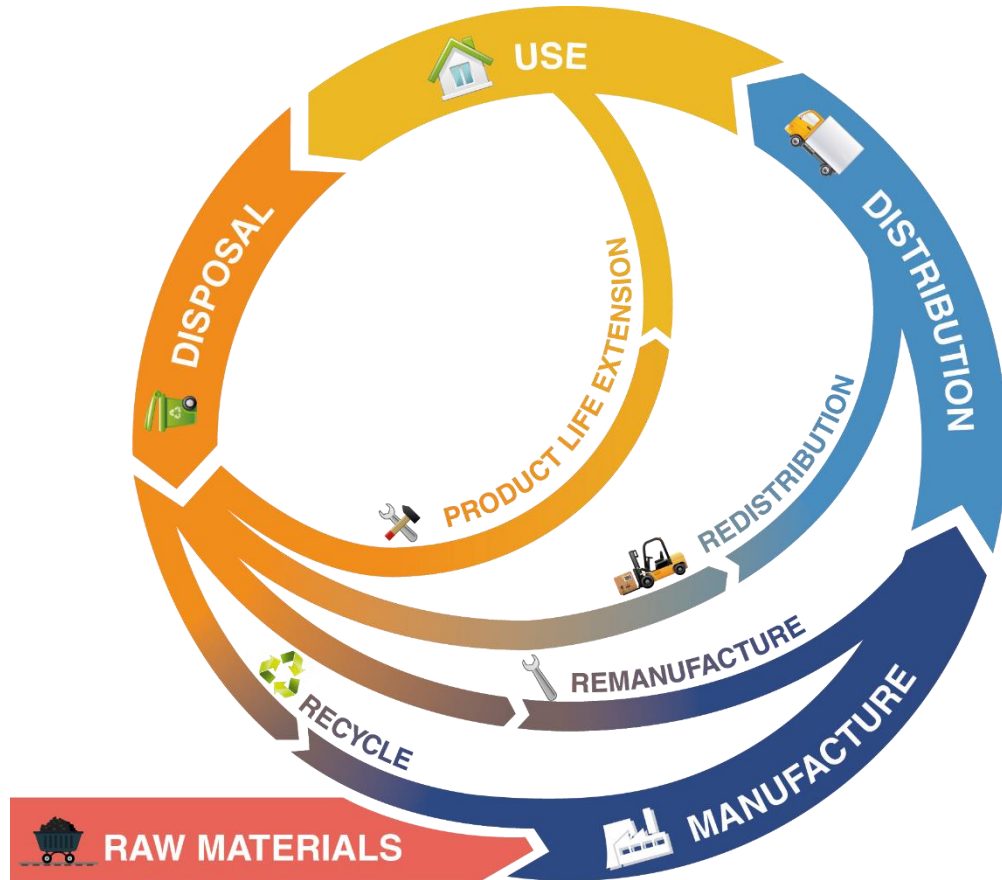 USE
DISTRIBUTION
DISPOSAL
PRODUCT LIFE EXTENSION
REDISTRIBUTION
REMANUFACTURE
RECYCLE
MANUFACTURE
RAW MATERIALS